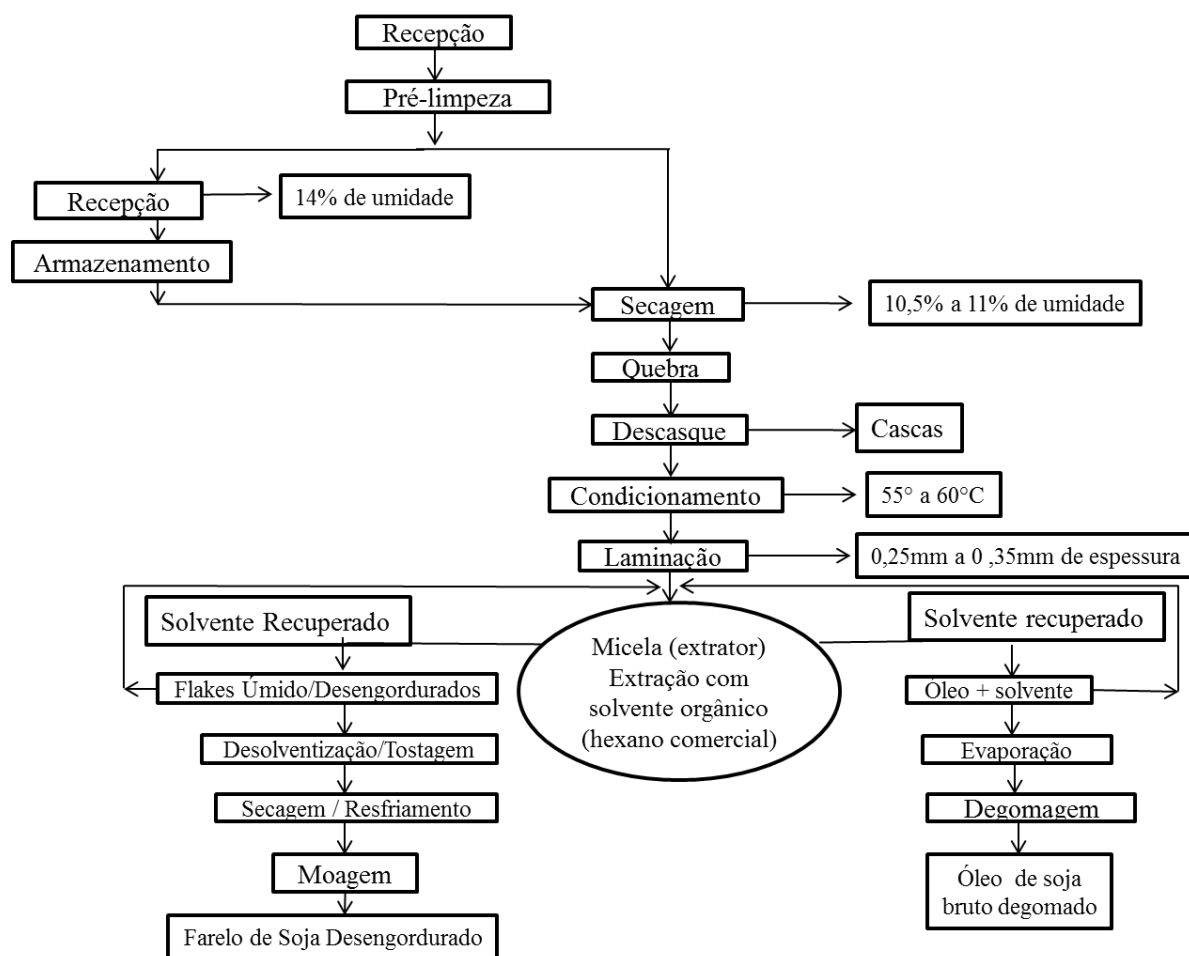 Recepção
Pré-limpeza
Recepção
14% de umidade
Armazenamento
Secagem
10,5% a 11% de umidade
Quebra
Descasque
Cascas
Condicionamento
55° a 60°C
Laminação
0,25mm a 0 ,35mm de espessura
Solvente Recuperado
Micela (extrator)
Extração com
solvente orgânico
(hexano comercial)
Solvente recuperado
Flakes Úmido/Desengordurados
Óleo + solvente
Desolventização/Tostagem
Evaporação
Secagem / Resfriamento
Degomagem
Moagem
Óleo de soja
bruto degomado
Farelo de Soja Desengordurado